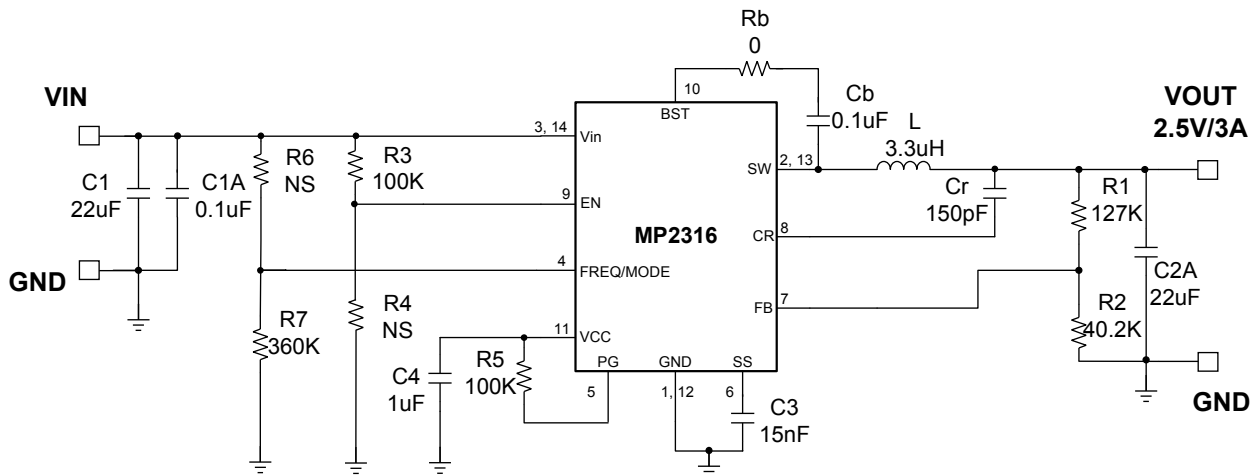 Rb
0
10
BST
Cb
0.1uF
L
3.3uH
VIN
VOUT
2.5V/3A
3, 14
Vin
SW
2, 13
C1
22uF
C1A
0.1uF
R6
NS
R3
100K
9
EN
MP2316
CR
8
Cr
150pF
R1
127K
GND
4
FREQ/MODE
FB
7
R2
40.2K
C2A
22uF
R7
360K
R4
NS
11
VCC
PG
GND
SS
C4
1uF
R5
100K
5
1, 12
6
C3
15nF
GND